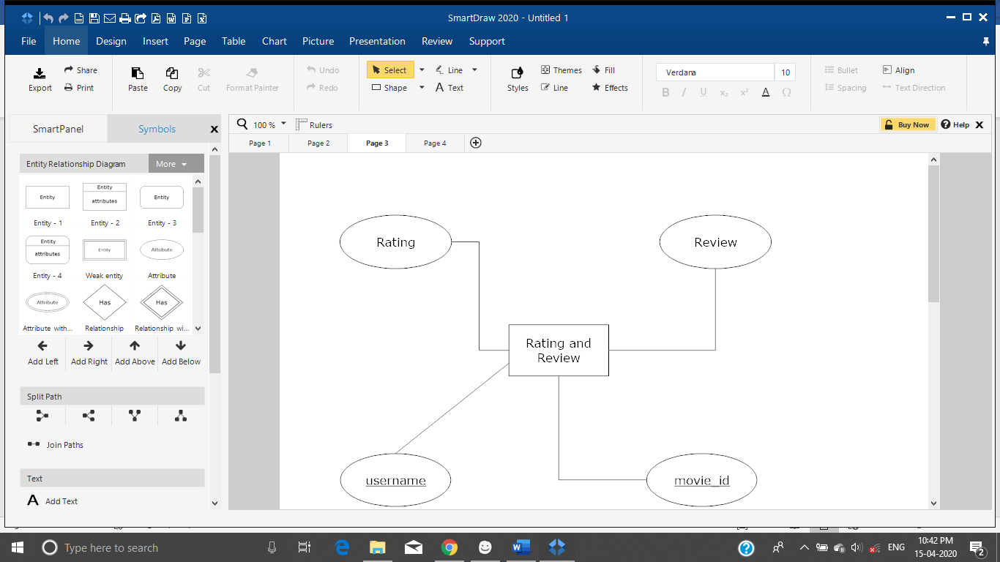 SmartDraw 2020 - Untitled 1
File Home Design Insert Page Table Chart Picture Presentation Review Support
Export
Share
Print
Paste
Copy
Cut
Format Painter
Undo
Redo
Select
Line
Shape
Text
Styles
Themes
Fill
Line
Effects
Verdana
10
B I U x₂ x² A Ω
Bullet
Align
Spacing
Text Direction
SmartPanel
Symbols
X
100 %
Rulers
Buy Now
Help
X
Page 1
Page 2
Page 3
Page 4
Entity Relationship Diagram
More
Entity
Entity
attributes
Entity
Entity - 1
Entity - 2
Entity - 3
Entity
attributes
Entity
Attribute
Entity - 4
Weak entity
Attribute
Attribute
Has
Has
Attribute with...
Relationship
Relationship wi...
Add Left
Add Right
Add Above
Add Below
Split Path
Join Paths
Text
A Add Text
Rating
Review
Rating and
Review
username
movie_id
Type here to search
ENG
10:42 PM
15-04-2020
2